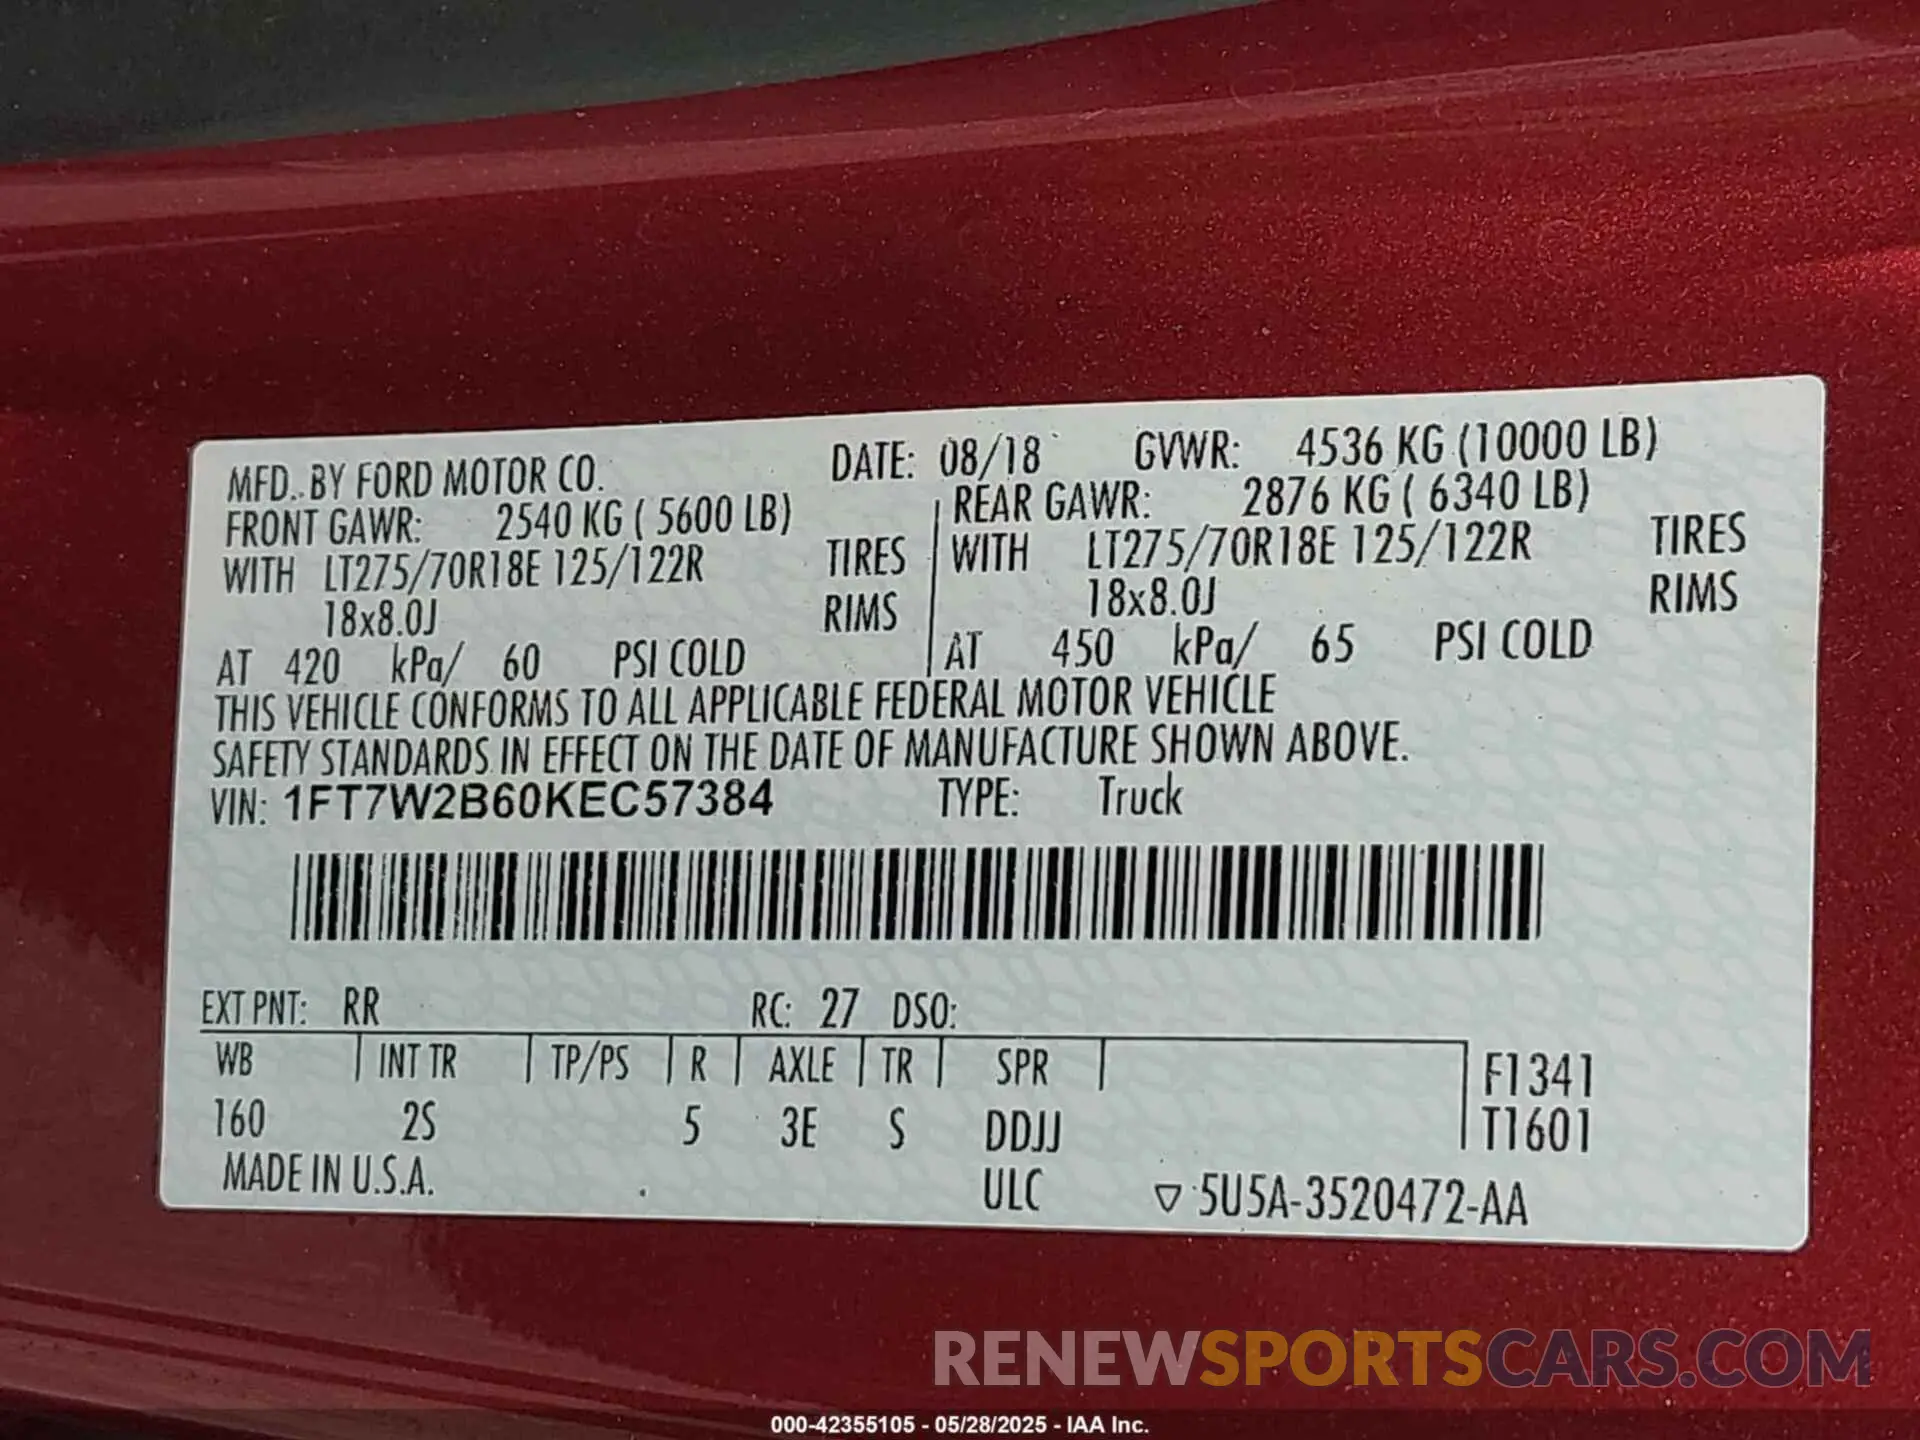 MFD. BY FORD MOTOR CO. DATE: 08/18 GVWR: 4536 KG (10000 LB)
FRONT GAWR: 2540 KG ( 5600 LB) REAR GAWR: 2876 KG ( 6340 LB)
WITH LT275/70R18E 125/122R TIRES WITH LT275/70R18E 125/122R TIRES
18x8.0J RIMS 18x8.0J RIMS
AT 420 kPa/ 60 PSI COLD AT 450 kPa/ 65 PSI COLD
THIS VEHICLE CONFORMS TO ALL APPLICABLE FEDERAL MOTOR VEHICLE
SAFETY STANDARDS IN EFFECT ON THE DATE OF MANUFACTURE SHOWN ABOVE.
VIN: 1FT7W2B60KEC57384 TYPE: Truck
EXT PNT: RR RC: 27 DSO:
WB INT TR TP/PS R AXLE TR SPR F1341
160 2S 5 3E S DDJJ T1601
MADE IN U.S.A. ULC ▽ 5U5A-3520472-AA
RENEWSPORTSCARS.COM
000-42355105 - 05/28/2025 - IAA Inc.